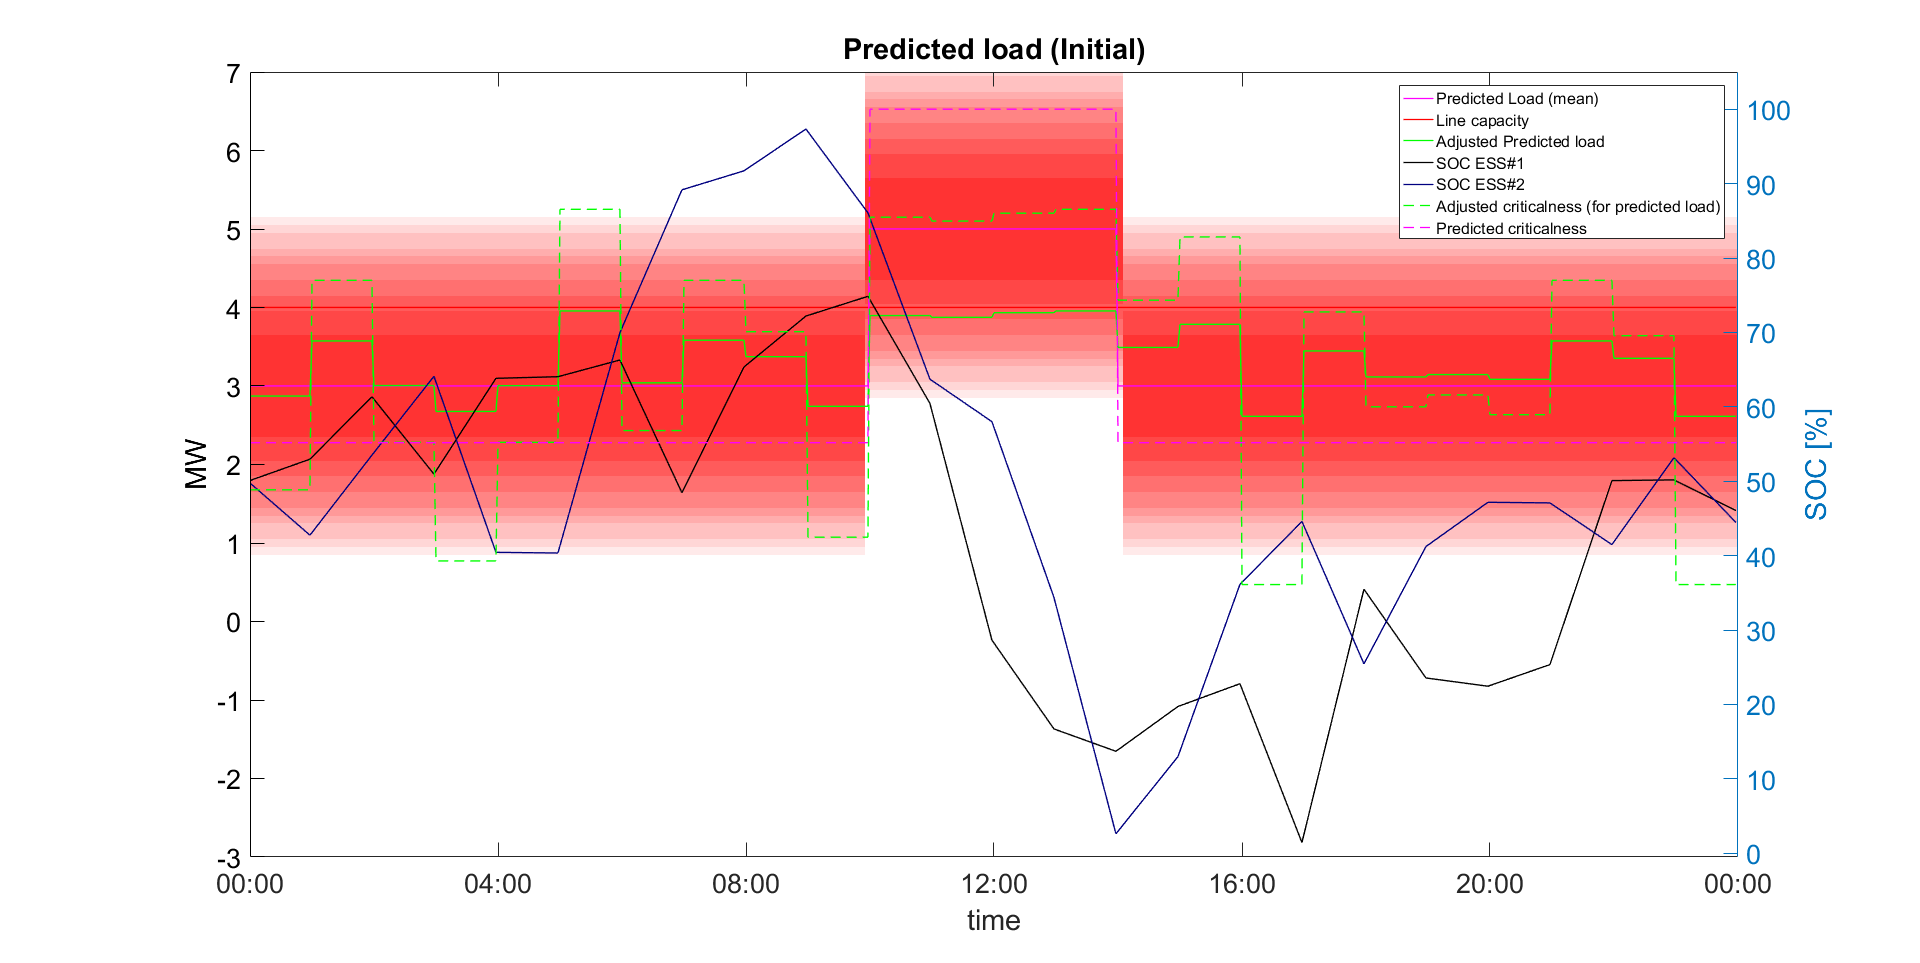 Predicted load (Initial)
7
6
5
4
3
2
1
0
-1
-2
-3
MW
100
90
80
70
60
50
40
30
20
10
0
SOC [%]
Predicted Load (mean)
Line capacity
Adjusted Predicted load
SOC ESS#1
SOC ESS#2
Adjusted criticalness (for predicted load)
Predicted criticalness
00:00 04:00 08:00 12:00 16:00 20:00 00:00
time